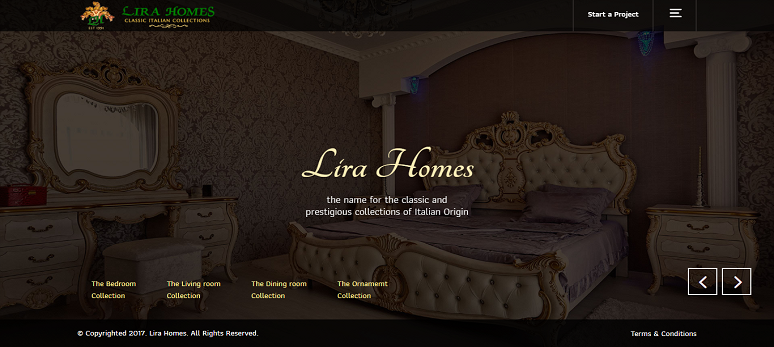 LIRA HOMES
CLASSIC ITALIAN COLLECTIONS
Start a Project
Lira Homes
the name for the classic and
prestigious collections of Italian Origin
The Bedroom
Collection
The Living room
Collection
The Dining room
Collection
The Ornamemt
Collection
© Copyrighted 2017. Lira Homes. All Rights Reserved.
Terms & Conditions